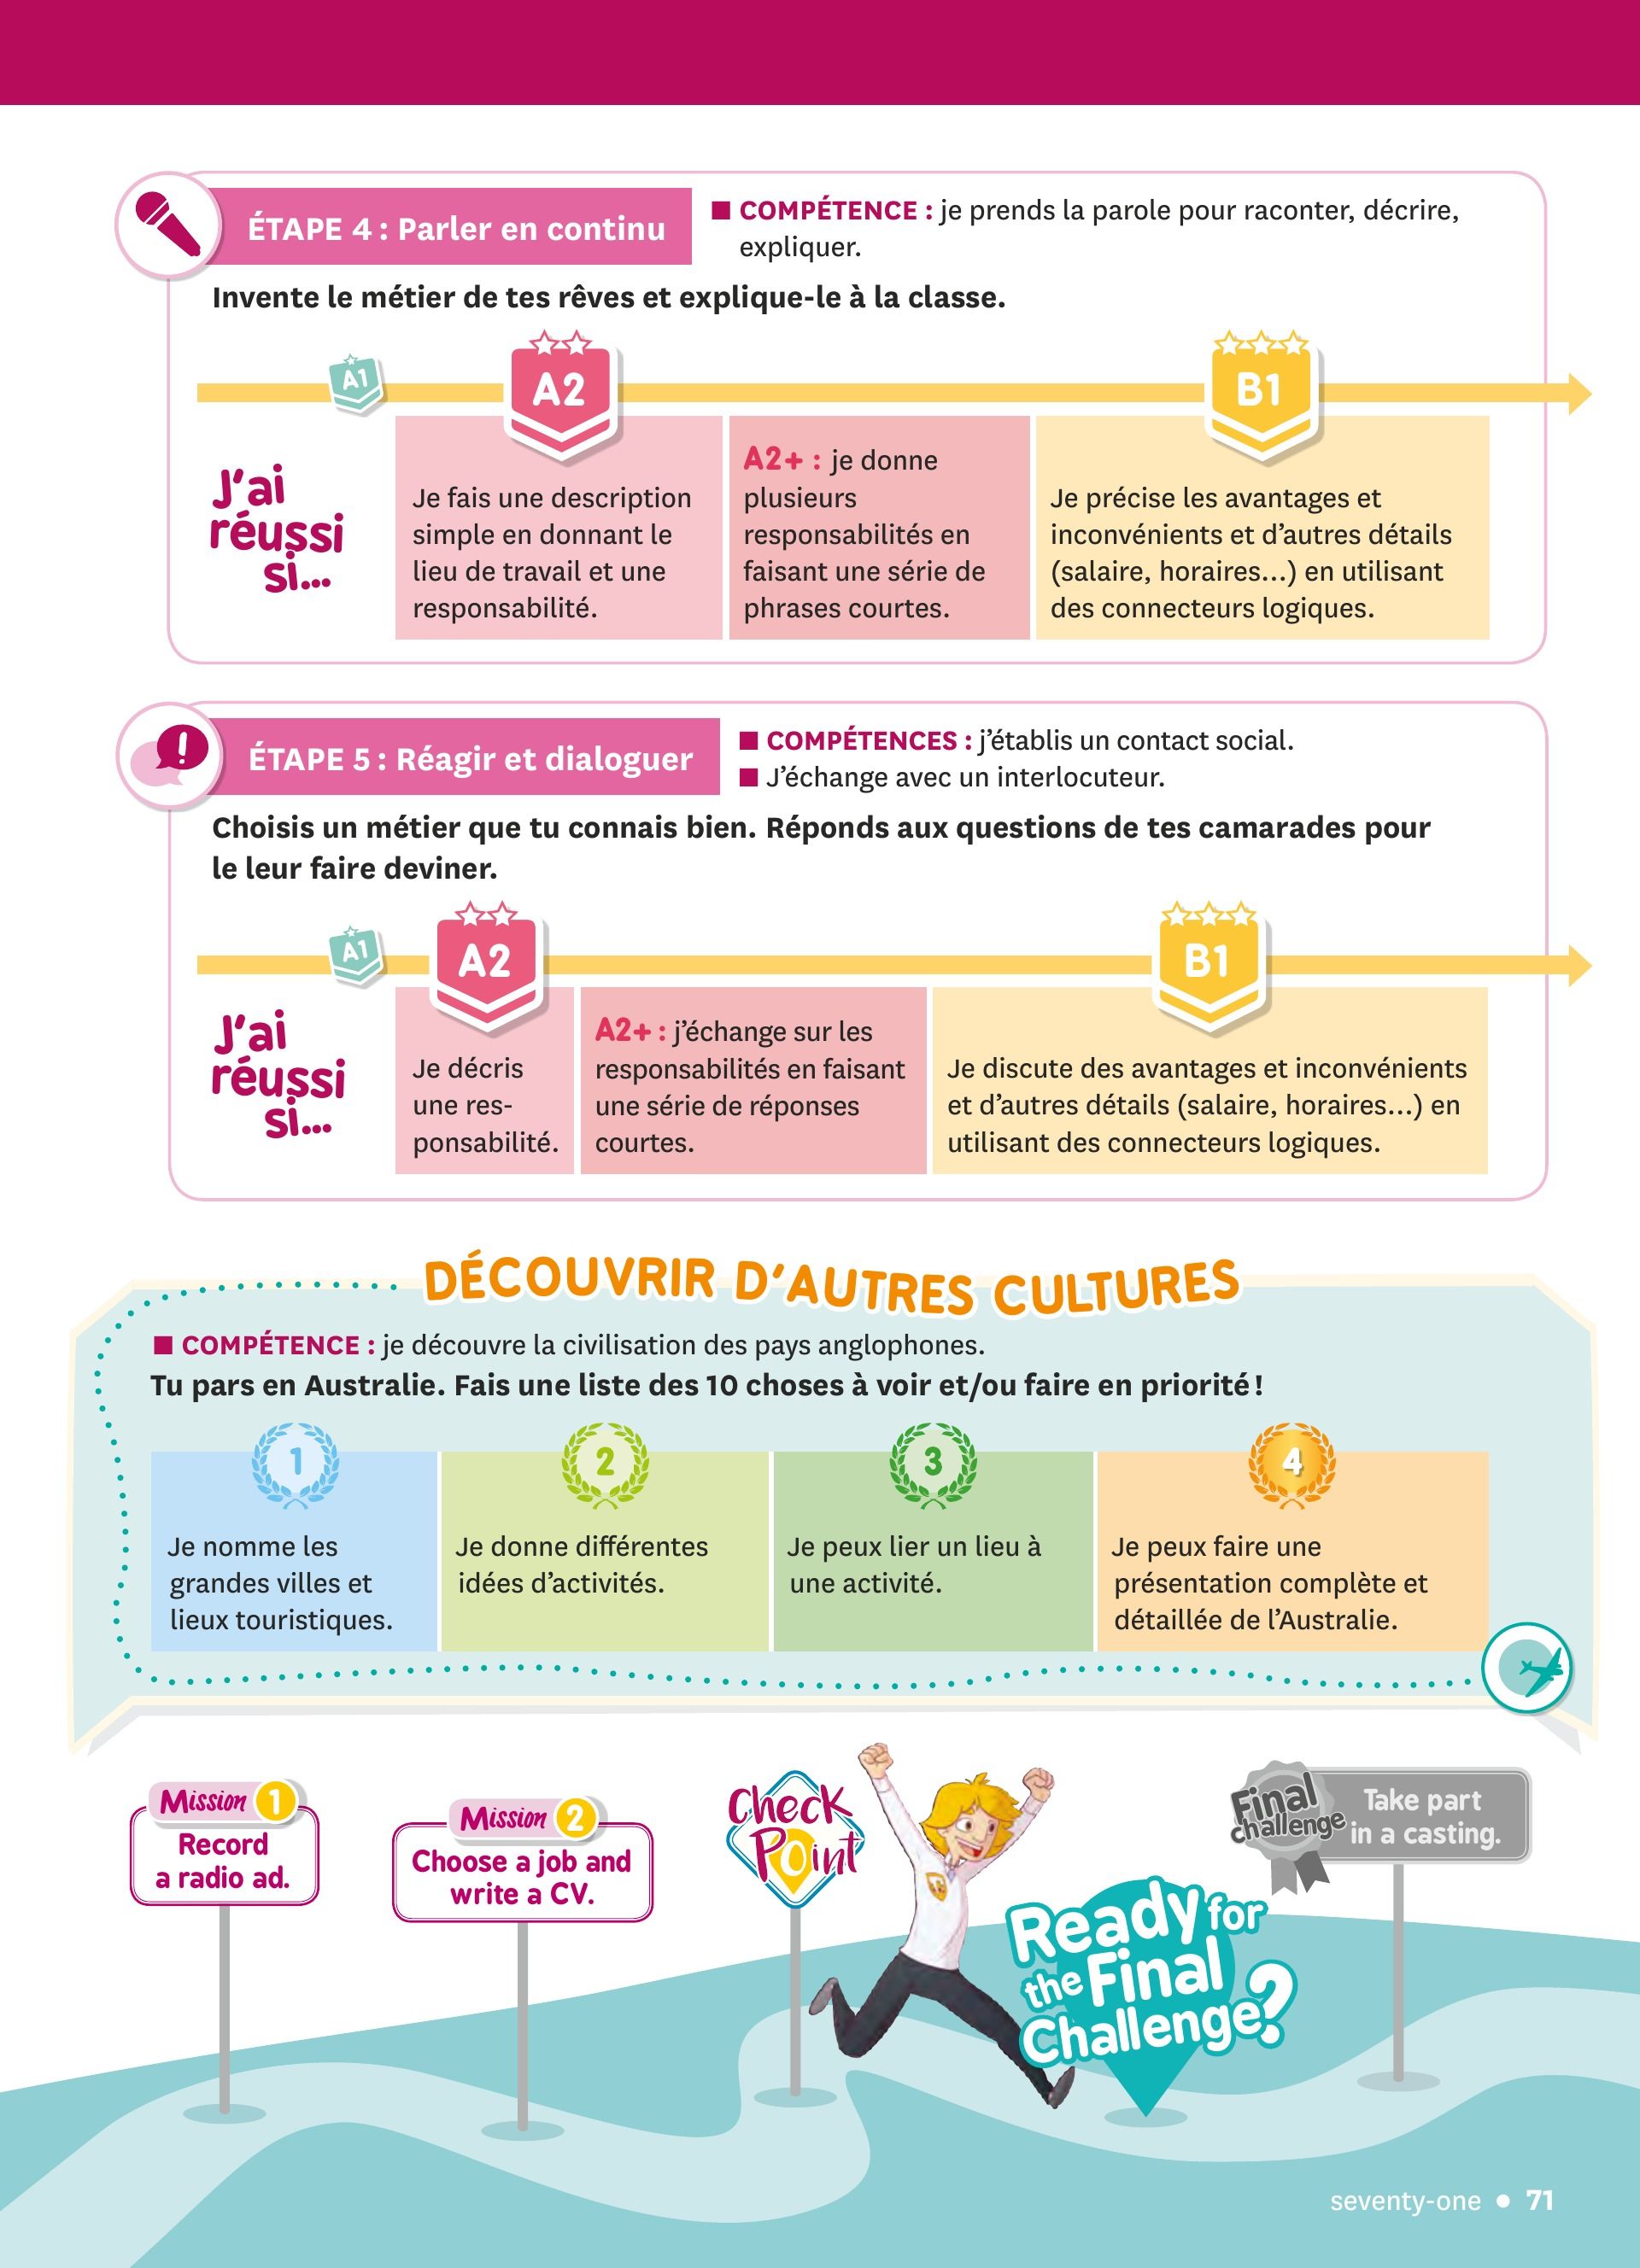 ÉTAPE 4 : Parler en continu
■ COMPÉTENCE : je prends la parole pour raconter, décrire,
expliquer.
Invente le métier de tes rêves et explique-le à la classe.
A1
A2
B1
J'ai
réussi
si...
Je fais une description
simple en donnant le
lieu de travail et une
responsabilité.
A2+ : je donne
plusieurs
responsabilités en
faisant une série de
phrases courtes.
Je précise les avantages et
inconvénients et d'autres détails
(salaire, horaires...) en utilisant
des connecteurs logiques.
ÉTAPE 5 : Réagir et dialoguer
■ COMPÉTENCES : j'établis un contact social.
■ J'échange avec un interlocuteur.
Choisis un métier que tu connais bien. Réponds aux questions de tes camarades pour
le leur faire deviner.
A1
A2
B1
J'ai
réussi
si...
Je décris
une res-
ponsabilité.
A2+ : j'échange sur les
responsabilités en faisant
une série de réponses
courtes.
Je discute des avantages et inconvénients
et d'autres détails (salaire, horaires...) en
utilisant des connecteurs logiques.
DÉCOUVRIR D'AUTRES CULTURES
■ COMPÉTENCE : je découvre la civilisation des pays anglophones.
Tu pars en Australie. Fais une liste des 10 choses à voir et/ou faire en priorité !
1
Je nomme les
grandes villes et
lieux touristiques.
2
Je donne différentes
idées d'activités.
3
Je peux lier un lieu à
une activité.
4
Je peux faire une
présentation complète et
détaillée de l'Australie.
Mission 1
Record
a radio ad.
Mission 2
Choose a job and
write a CV.
Check
Point
Ready for
the Final
Challenge?
Final
challenge
Take part
in a casting.
seventy-one • 71